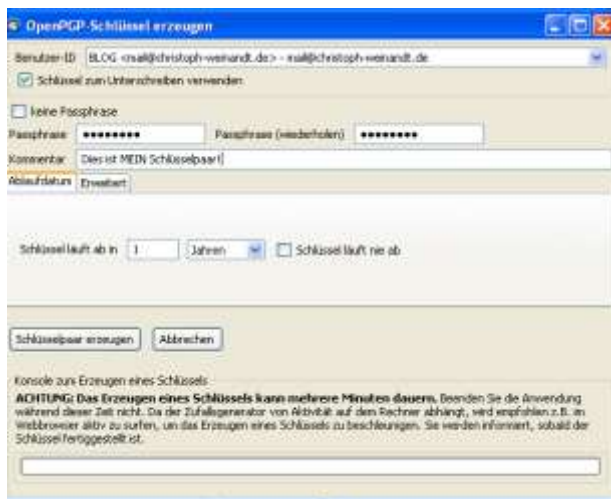 OpenPGP-Schlüssel erzeugen
Benutzer-ID BLOG <mail@christoph-weinandt.de> - mail@christoph-weinandt.de
Schlüssel zum Unterschreiben verwenden
keine Passphrase
Passphrase •••••••• Passphrase (wiederholen) ••••••••
Kommentar Dies ist MEIN Schlüsselpaar!
Ablaufdatum Erweitert
Schlüssel läuft ab in 1 Jahren Schlüssel läuft nie ab
Schlüsselpaar erzeugen Abbrechen
Konsole zum Erzeugen eines Schlüssels
ACHTUNG: Das Erzeugen eines Schlüssels kann mehrere Minuten dauern. Beenden Sie die Anwendung
während dieser Zeit nicht. Da der Zufallsgenerator von Aktivität auf dem Rechner abhängt, wird empfohlen z.B. im
Webbrowser aktiv zu surfen, um das Erzeugen eines Schlüssels zu beschleunigen. Sie werden informiert, sobald der
Schlüssel fertiggestellt ist.